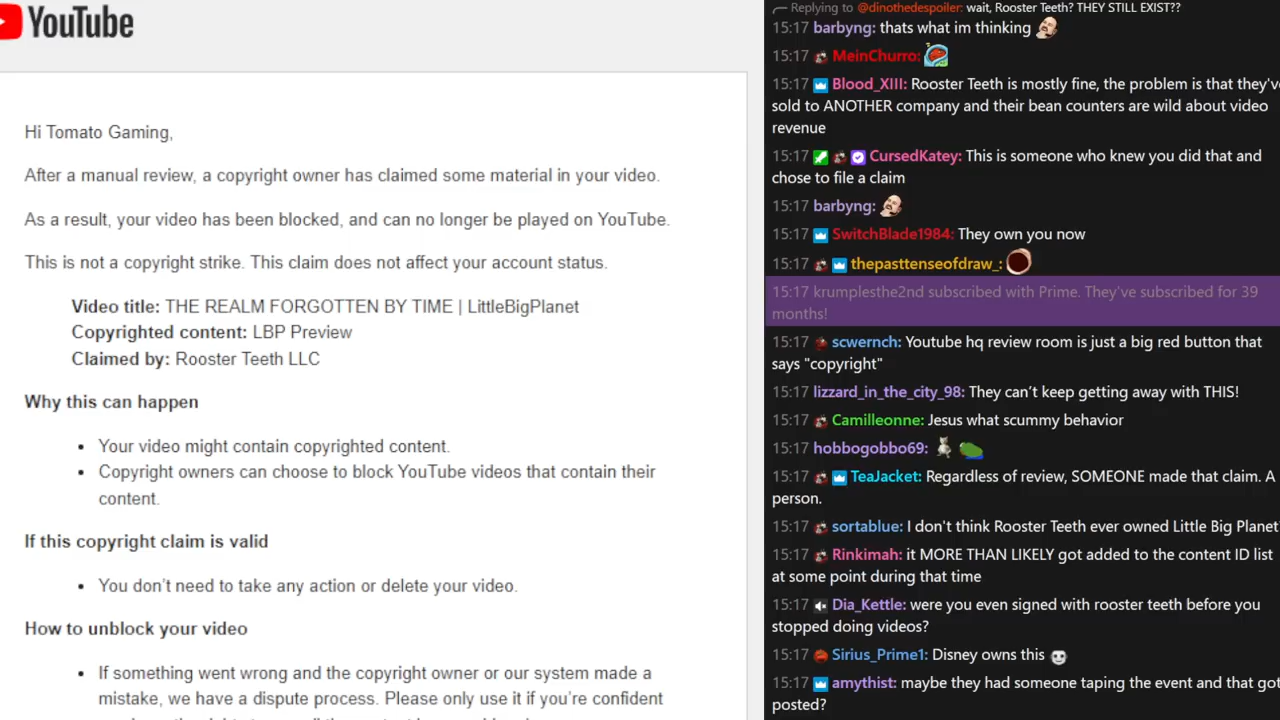 YouTube
Hi Tomato Gaming,
After a manual review, a copyright owner has claimed some material in your video.
As a result, your video has been blocked, and can no longer be played on YouTube.
This is not a copyright strike. This claim does not affect your account status.
Video title: THE REALM FORGOTTEN BY TIME | LittleBigPlanet
Copyrighted content: LBP Preview
Claimed by: Rooster Teeth LLC
Why this can happen
• Your video might contain copyrighted content.
• Copyright owners can choose to block YouTube videos that contain their
content.
If this copyright claim is valid
• You don’t need to take any action or delete your video.
How to unblock your video
• If something went wrong and the copyright owner or our system made a
mistake, we have a dispute process. Please only use it if you’re confident
Replying to @dinothedespoiler: wait, Rooster Teeth? THEY STILL EXIST??
15:17 barbyng: thats what im thinking
15:17 MeinChurro:
15:17 Blood_XIII: Rooster Teeth is mostly fine, the problem is that they've
sold to ANOTHER company and their bean counters are wild about video
revenue
15:17 CursedKatey: This is someone who knew you did that and
chose to file a claim
15:17 barbyng:
15:17 SwitchBlade1984: They own you now
15:17 thepasttenseofdraw_:
15:17 krumplesthe2nd subscribed with Prime. They've subscribed for 39
months!
15:17 scwernch: Youtube hq review room is just a big red button that
says "copyright"
15:17 lizzard_in_the_city_98: They can’t keep getting away with THIS!
15:17 Camilleonne: Jesus what scummy behavior
15:17 hobbogobbo69:
15:17 TeaJacket: Regardless of review, SOMEONE made that claim. A
person.
15:17 sortablue: I don't think Rooster Teeth ever owned Little Big Planet
15:17 Rinkimah: it MORE THAN LIKELY got added to the content ID list
at some point during that time
15:17 Dia_Kettle: were you even signed with rooster teeth before you
stopped doing videos?
15:17 Sirius_Prime1: Disney owns this
15:17 amythist: maybe they had someone taping the event and that got
posted?